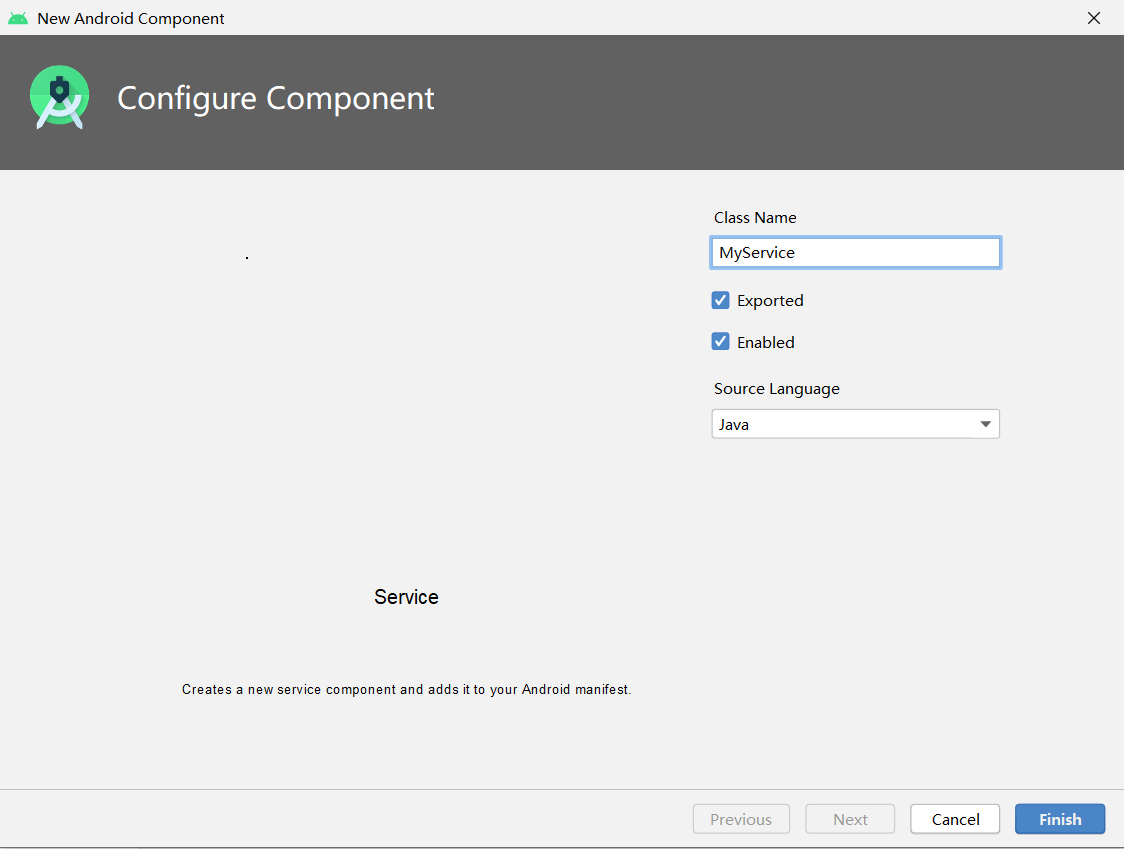 New Android Component
Configure Component
Class Name
MyService
Exported
Enabled
Source Language
Java
Service
Creates a new service component and adds it to your Android manifest.
Previous
Next
Cancel
Finish